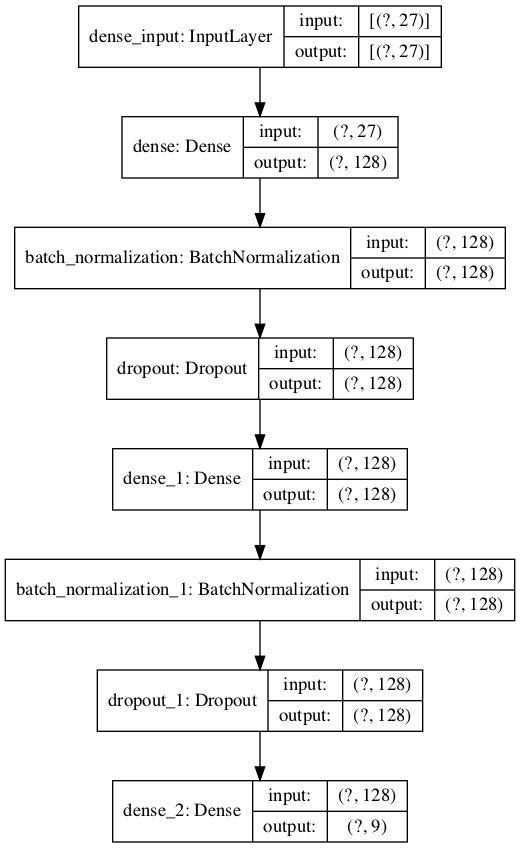 dense_input: InputLayer
input: [(?, 27)]
output: [(?, 27)]
dense: Dense
input: (?, 27)
output: (?, 128)
batch_normalization: BatchNormalization
input: (?, 128)
output: (?, 128)
dropout: Dropout
input: (?, 128)
output: (?, 128)
dense_1: Dense
input: (?, 128)
output: (?, 128)
batch_normalization_1: BatchNormalization
input: (?, 128)
output: (?, 128)
dropout_1: Dropout
input: (?, 128)
output: (?, 128)
dense_2: Dense
input: (?, 128)
output: (?, 9)